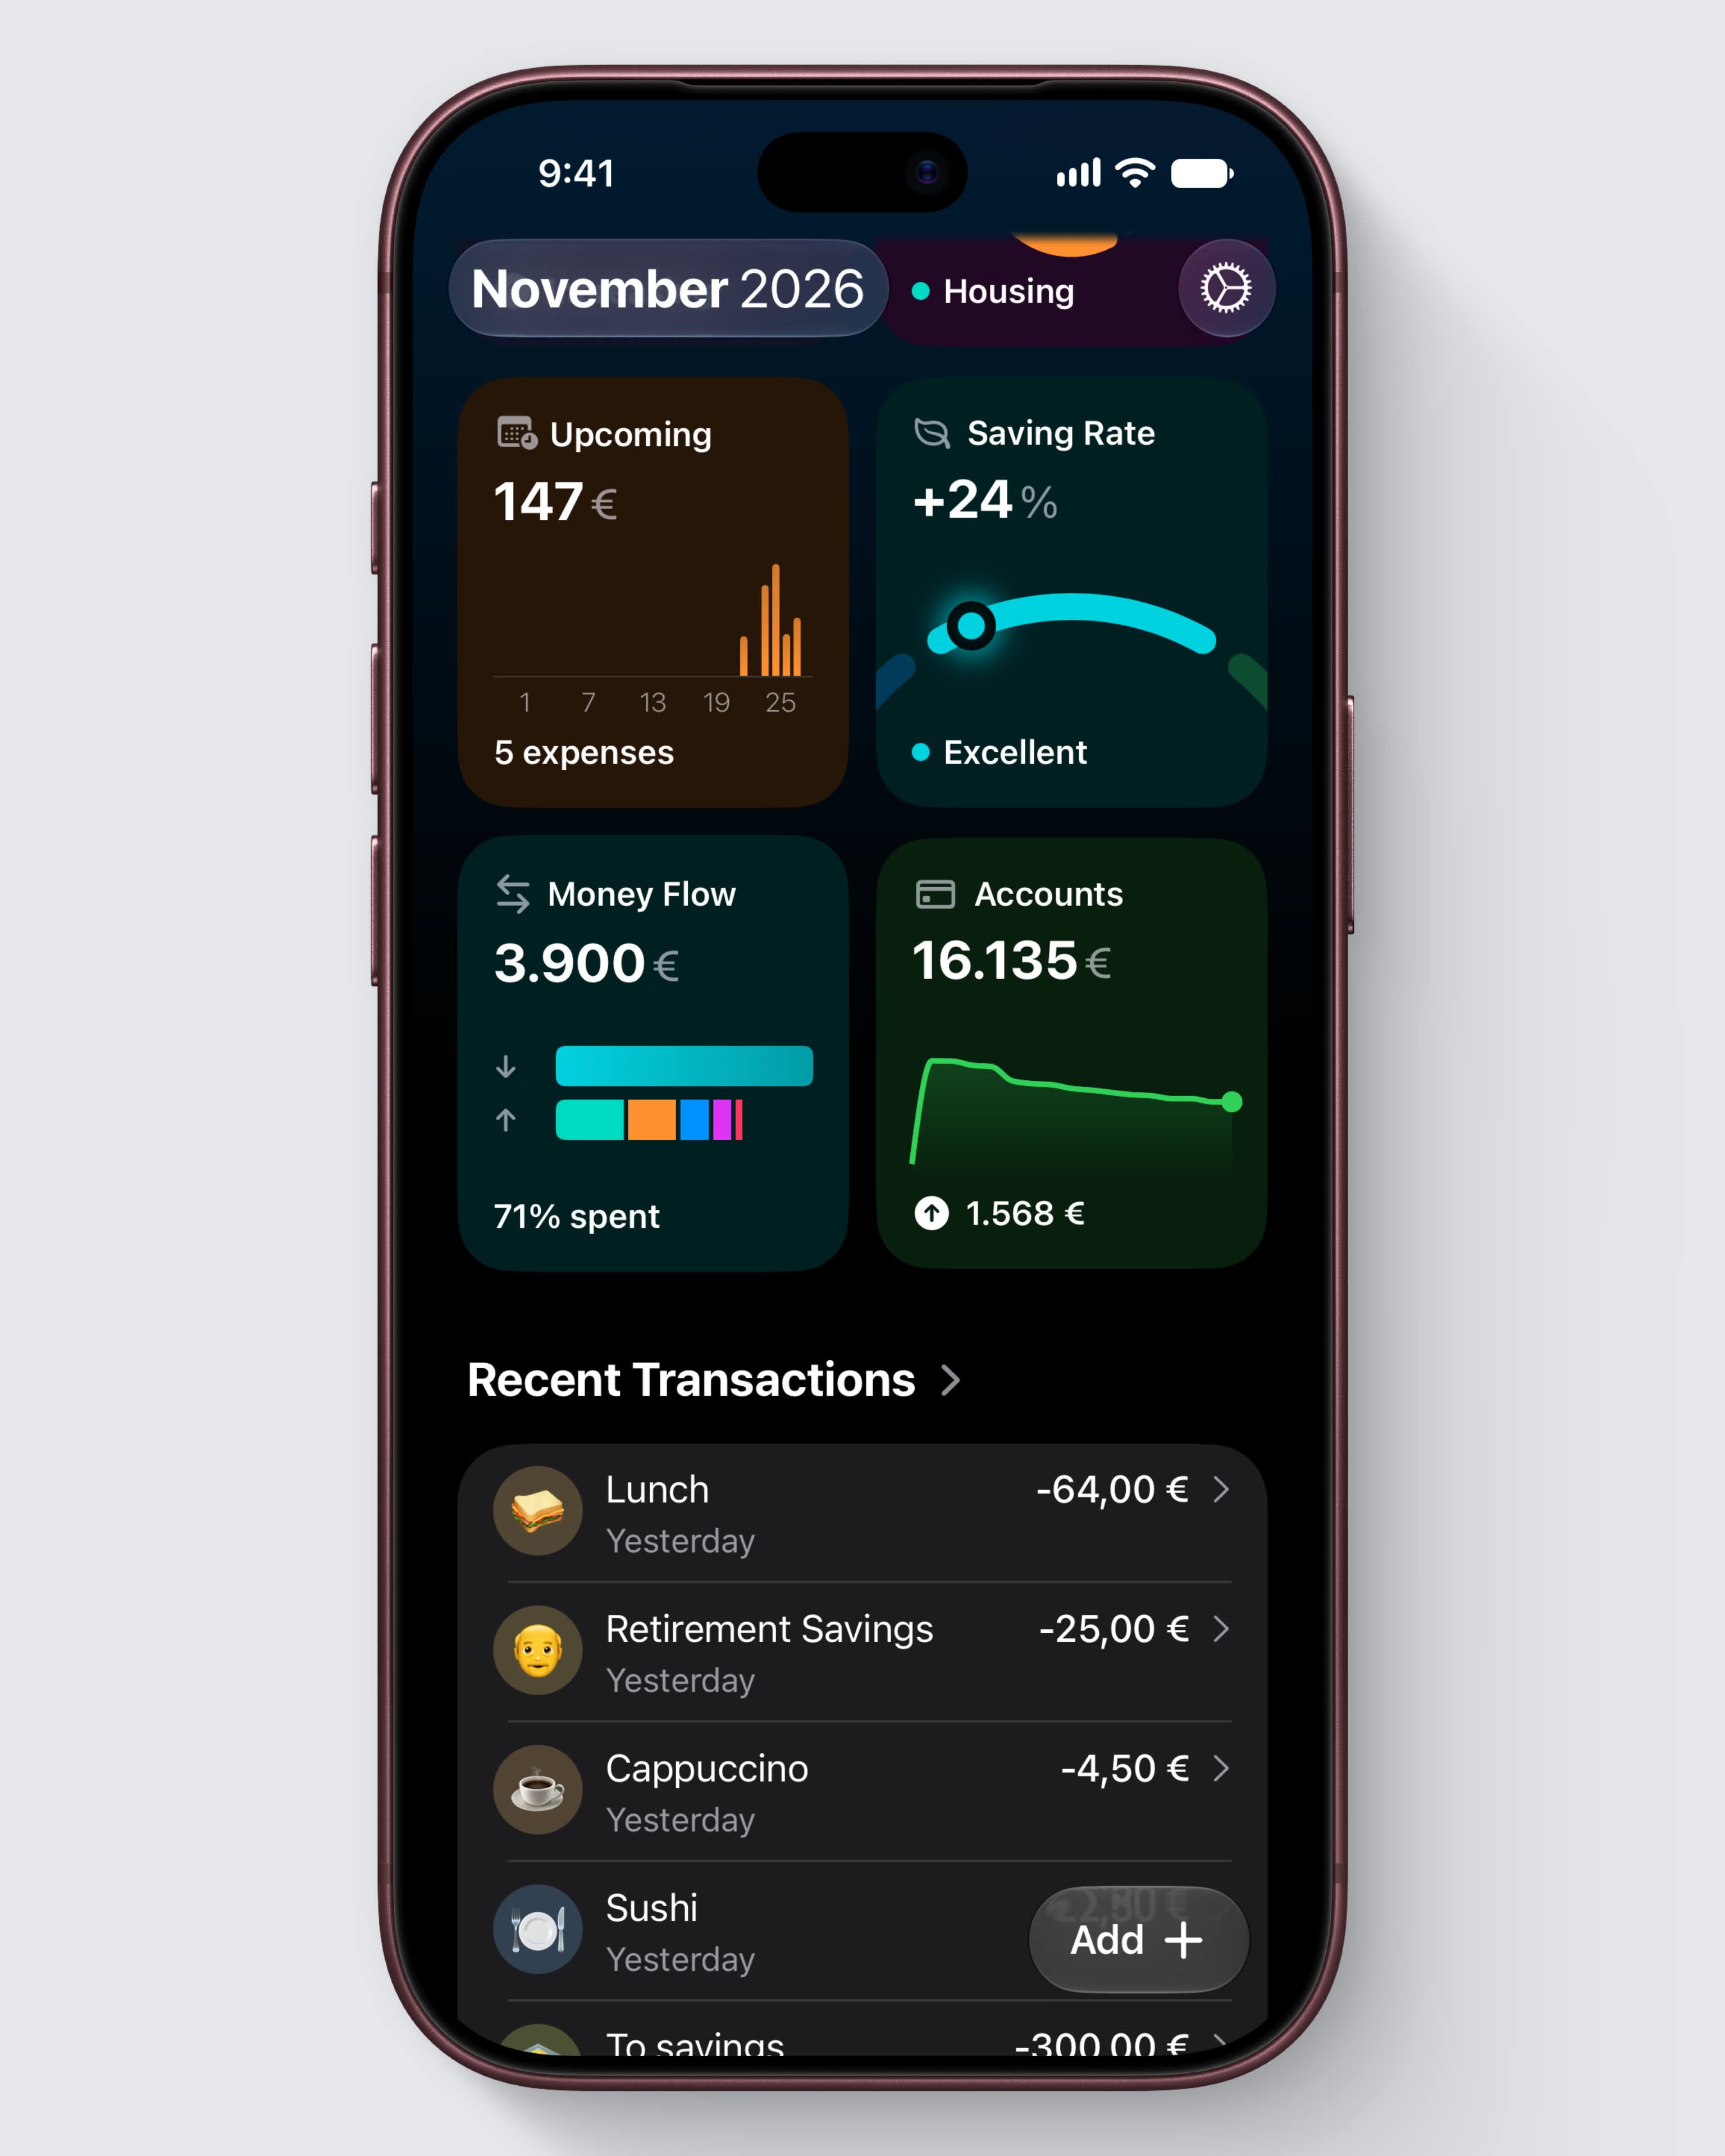 9:41
November 2026
Housing
Upcoming
147 €
1 7 13 19 25
5 expenses
Saving Rate
+24 %
Excellent
Money Flow
3.900 €
71% spent
Accounts
16.135 €
1.568 €
Recent Transactions
Lunch -64,00 €
Yesterday
Retirement Savings -25,00 €
Yesterday
Cappuccino -4,50 €
Yesterday
Sushi
Yesterday
Add
To savings -300,00 €